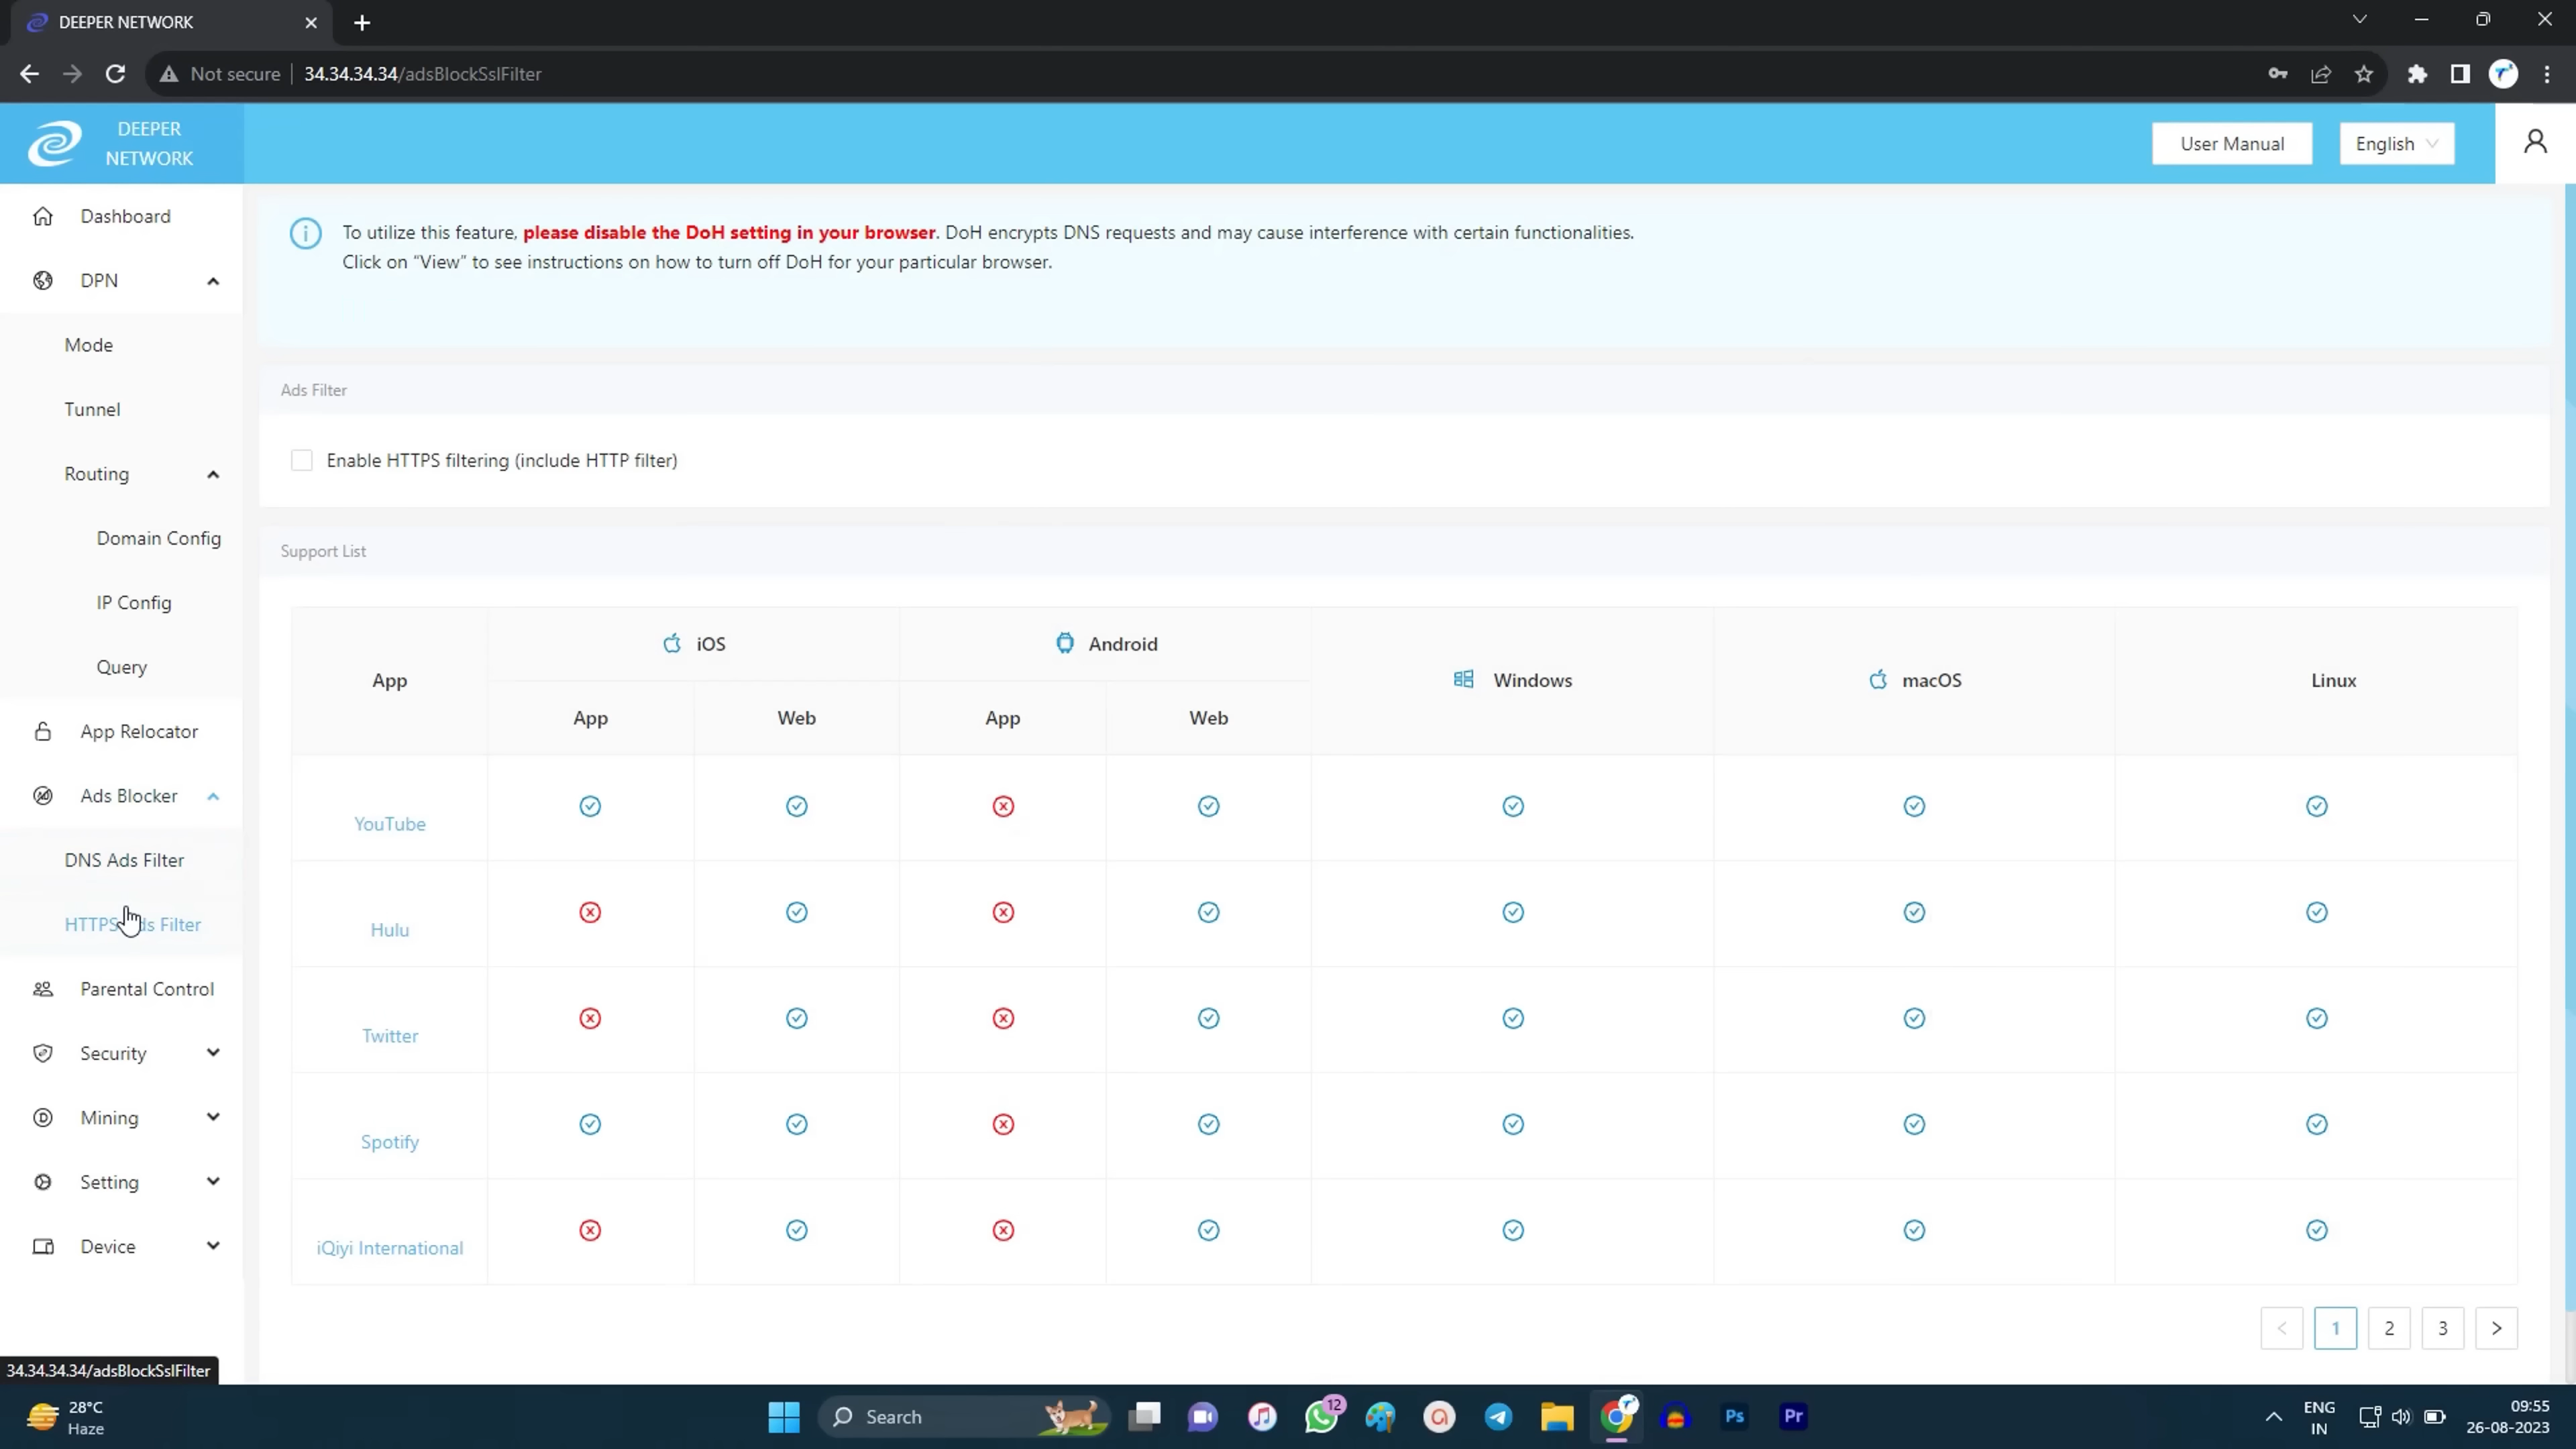 DEEPER NETWORK
Not secure
34.34.34.34/adsBlockSslFilter
DEEPER
NETWORK
User Manual
English
Dashboard
DPN
Mode
Tunnel
Routing
Domain Config
IP Config
Query
App Relocator
Ads Blocker
DNS Ads Filter
HTTPS Filter
Parental Control
Security
Mining
Setting
Device
To utilize this feature, please disable the DoH setting in your browser. DoH encrypts DNS requests and may cause interference with certain functionalities.
Click on “View” to see instructions on how to turn off DoH for your particular browser.
Ads Filter
Enable HTTPS filtering (include HTTP filter)
Support List
App
iOS
Android
Windows
macOS
Linux
App
Web
App
Web
YouTube
Hulu
Twitter
Spotify
iQiyi International
1
2
3
34.34.34.34/adsBlockSslFilter
28°C
Haze
Search
12
Ps
Pr
ENG
IN
09:55
26-08-2023